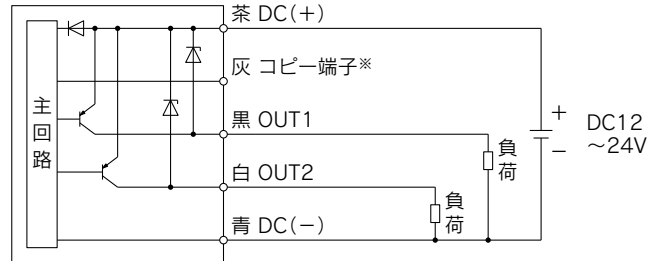 茶 DC(+)
灰 コピー端子※
主回路
黒 OUT1
負荷
+
−
DC12
～24V
白 OUT2
負荷
青 DC(−)